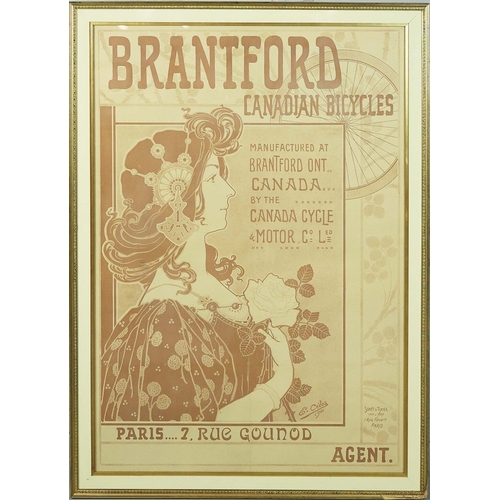 BRANTFORD
CANADIAN BICYCLES
MANUFACTURED AT
BRANTFORD ONT..
CANADA...
BY THE
CANADA CYCLE
& MOTOR Cº LTD
PARIS....7, RUE GOUNOD
AGENT.